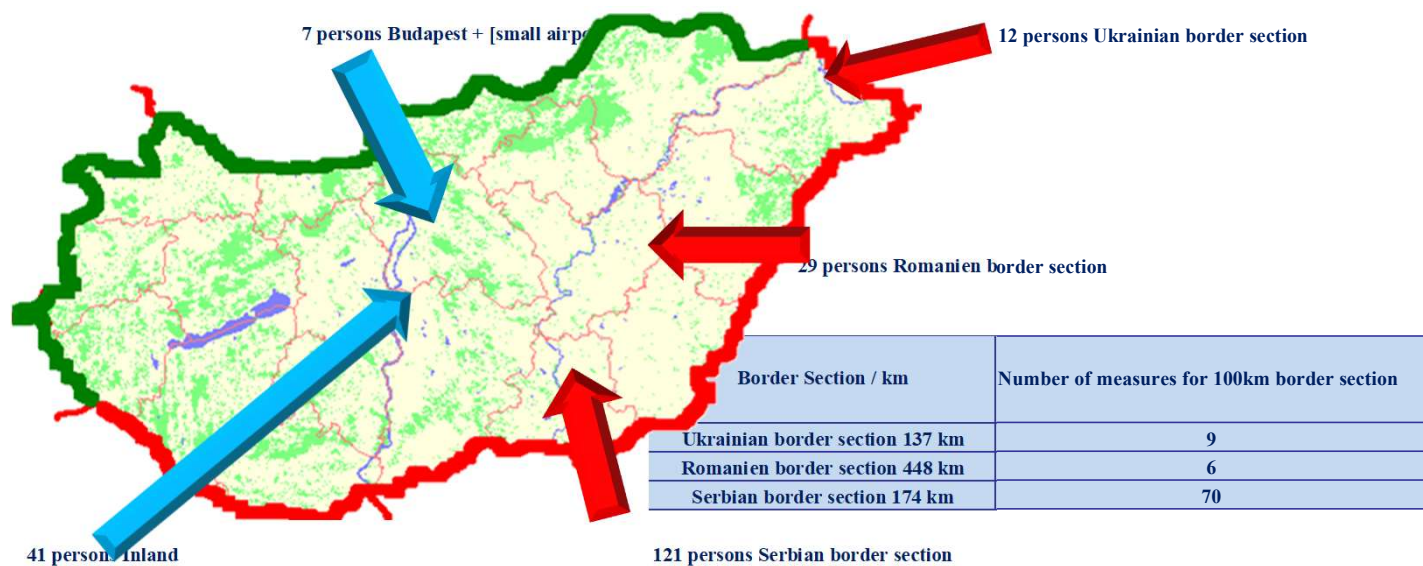 7 persons Budapest + [small airpo
12 persons Ukrainian border section
29 persons Romanien border section
Border Section / km
Number of measures for 100km border section
Ukrainian border section 137 km
9
Romanien border section 448 km
6
Serbian border section 174 km
70
41 persons Inland
121 persons Serbian border section